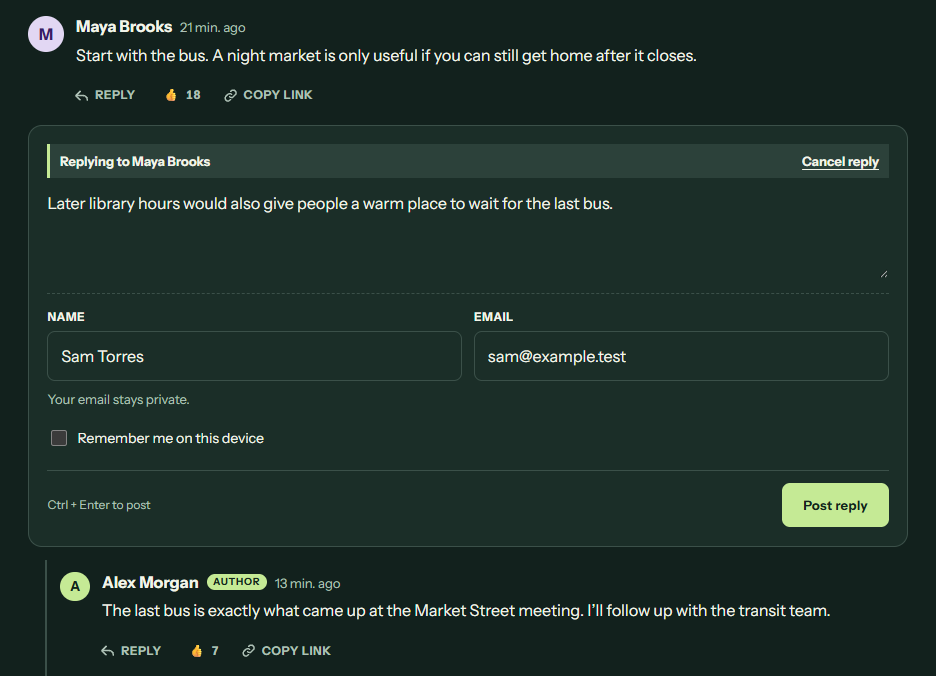 M
Maya Brooks 21 min. ago
Start with the bus. A night market is only useful if you can still get home after it closes.
REPLY 👍 18 COPY LINK
Replying to Maya Brooks Cancel reply
Later library hours would also give people a warm place to wait for the last bus.
NAME EMAIL
Sam Torres sam@example.test
Your email stays private.
Remember me on this device
Ctrl + Enter to post Post reply
A
Alex Morgan AUTHOR 13 min. ago
The last bus is exactly what came up at the Market Street meeting. I’ll follow up with the transit team.
REPLY 👍 7 COPY LINK